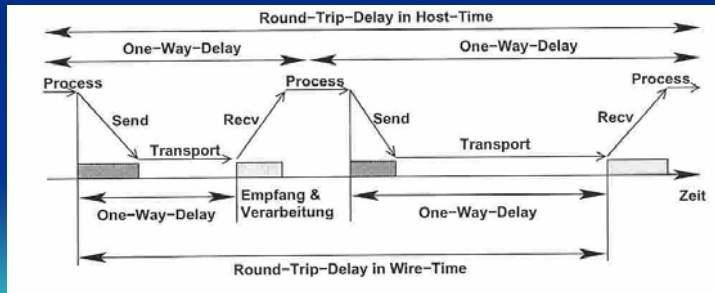 Round-Trip-Delay in Host-Time
One-Way-Delay One-Way-Delay
Process Process Process
Send Recv Send Recv
Transport Transport
Zeit
One-Way-Delay Empfang & Verarbeitung One-Way-Delay
Round-Trip-Delay in Wire-Time